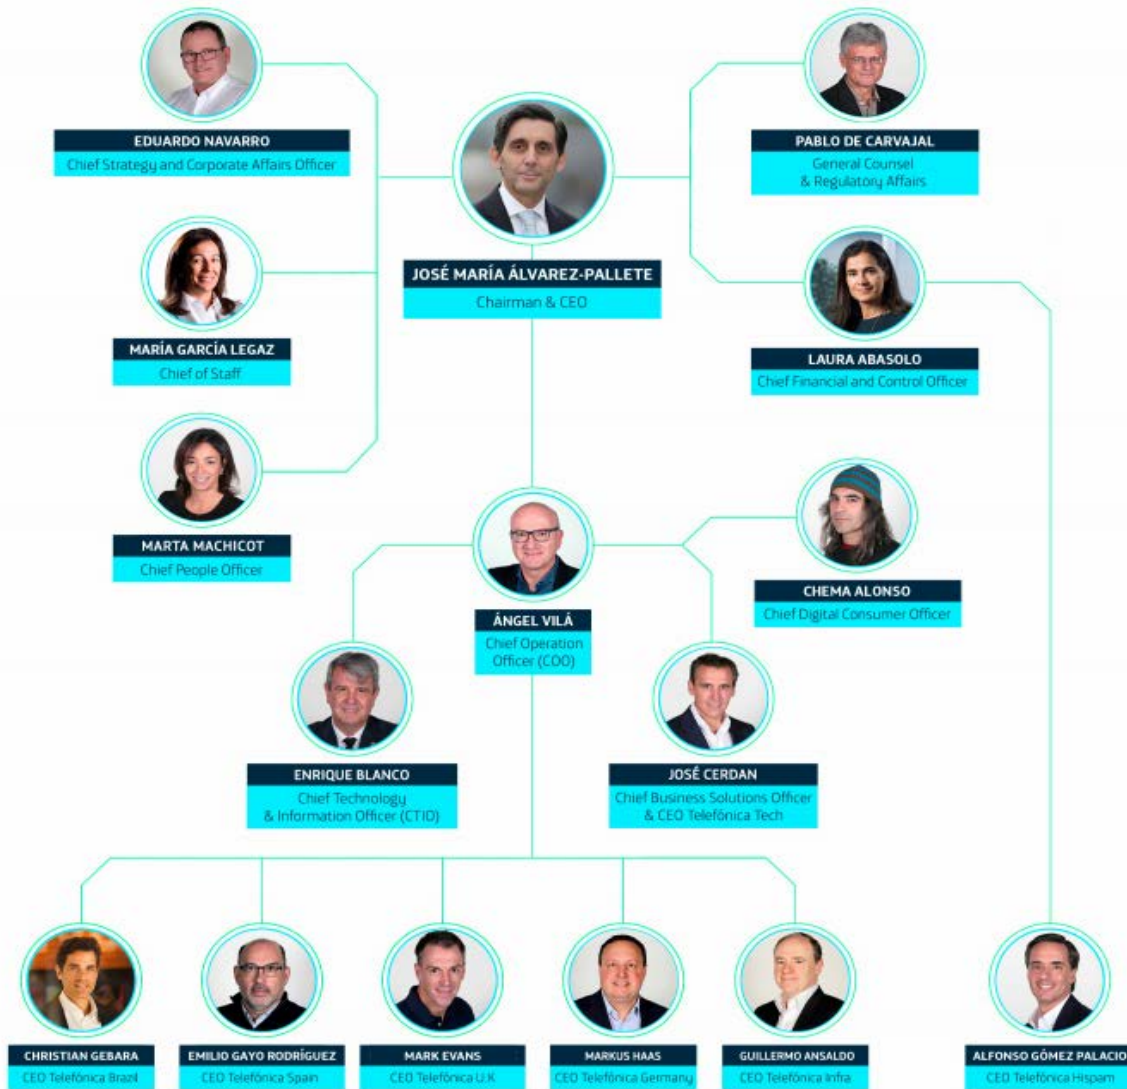 EDUARDO NAVARRO
Chief Strategy and Corporate Affairs Officer
PABLO DE CARVAJAL
General Counsel
& Regulatory Affairs
JOSÉ MARÍA ÁLVAREZ-PALLETE
Chairman & CEO
MARÍA GARCÍA LEGAZ
Chief of Staff
LAURA ABASOLO
Chief Financial and Control Officer
MARTA MACHICOT
Chief People Officer
CHEMA ALONSO
Chief Digital Consumer Officer
ÁNGEL VILÁ
Chief Operation
Officer (COO)
ENRIQUE BLANCO
Chief Technology
& Information Officer (CTIO)
JOSÉ CERDAN
Chief Business Solutions Officer
& CEO Telefónica Tech
CHRISTIAN GEBARA
CEO Telefónica Brazil
EMILIO GAYO RODRÍGUEZ
CEO Telefónica Spain
MARK EVANS
CEO Telefónica U.K
MARKUS HAAS
CEO Telefónica Germany
GUILLERMO ANSALDO
CEO Telefónica Infra
ALFONSO GÓMEZ PALACIO
CEO Telefónica Hispam